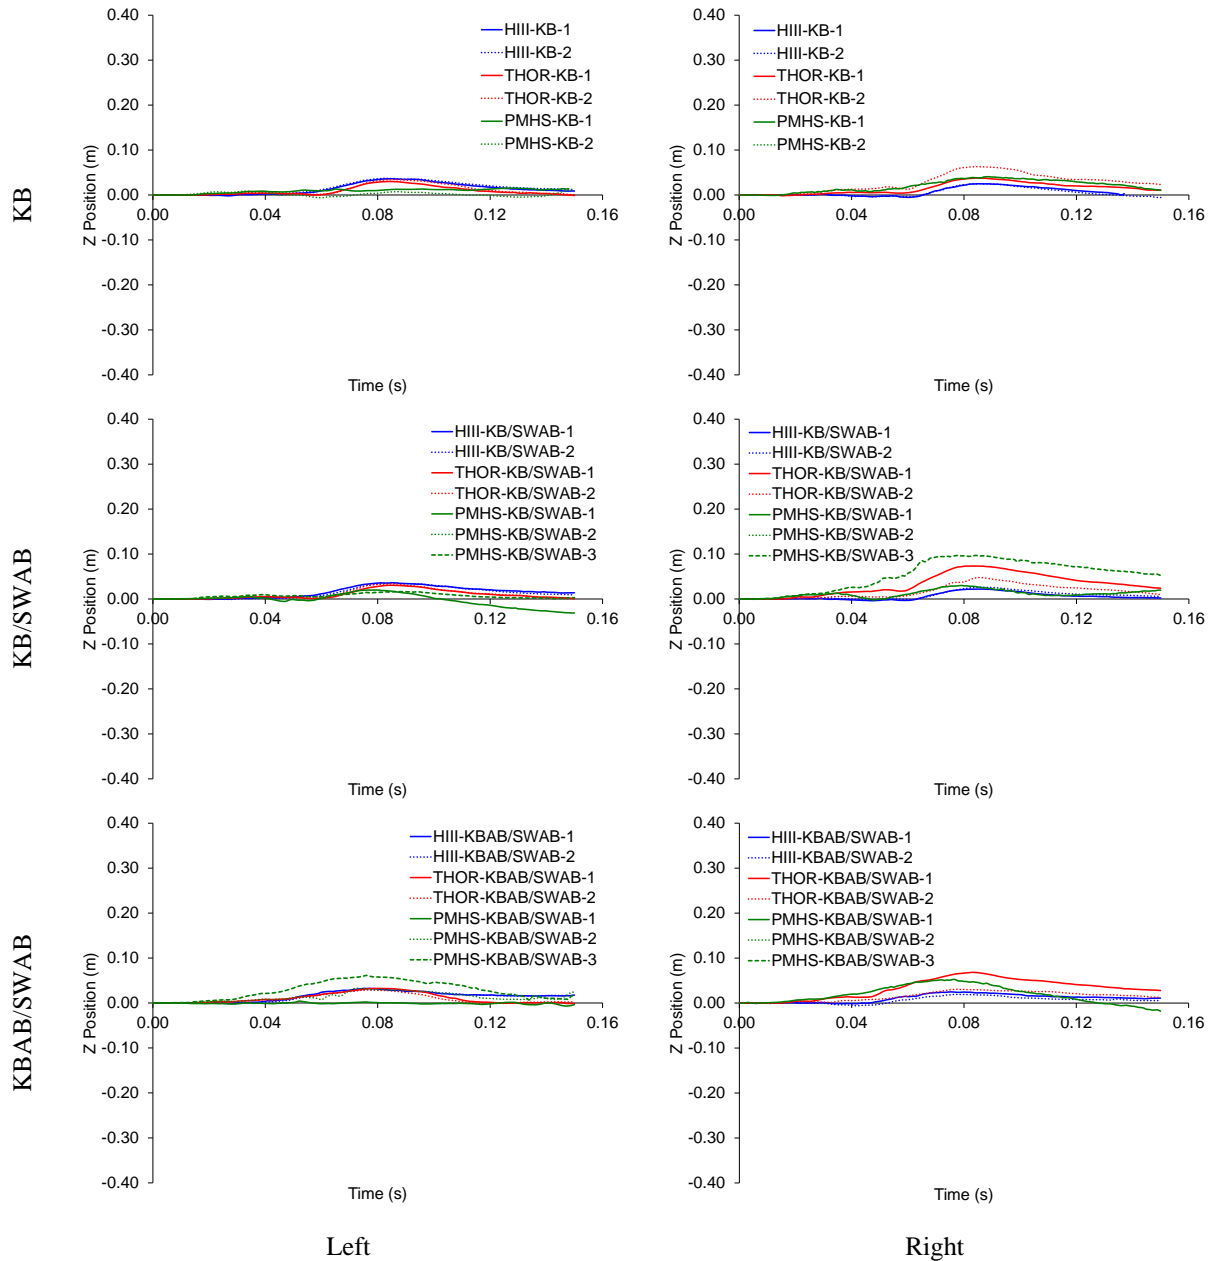 KB
Z Position (m)
0.40
0.30
0.20
0.10
0.00
-0.10
-0.20
-0.30
-0.40
0.00
0.04
0.08
0.12
0.16
Time (s)
HIII-KB-1
HIII-KB-2
THOR-KB-1
THOR-KB-2
PMHS-KB-1
PMHS-KB-2
Z Position (m)
0.40
0.30
0.20
0.10
0.00
-0.10
-0.20
-0.30
-0.40
0.00
0.04
0.08
0.12
0.16
Time (s)
HIII-KB-1
HIII-KB-2
THOR-KB-1
THOR-KB-2
PMHS-KB-1
PMHS-KB-2
KB/SWAB
Z Position (m)
0.40
0.30
0.20
0.10
0.00
-0.10
-0.20
-0.30
-0.40
0.00
0.04
0.08
0.12
0.16
Time (s)
HIII-KB/SWAB-1
HIII-KB/SWAB-2
THOR-KB/SWAB-1
THOR-KB/SWAB-2
PMHS-KB/SWAB-1
PMHS-KB/SWAB-2
PMHS-KB/SWAB-3
Z Position (m)
0.40
0.30
0.20
0.10
0.00
-0.10
-0.20
-0.30
-0.40
0.00
0.04
0.08
0.12
0.16
Time (s)
HIII-KB/SWAB-1
HIII-KB/SWAB-2
THOR-KB/SWAB-1
THOR-KB/SWAB-2
PMHS-KB/SWAB-1
PMHS-KB/SWAB-2
PMHS-KB/SWAB-3
KBAB/SWAB
Z Position (m)
0.40
0.30
0.20
0.10
0.00
-0.10
-0.20
-0.30
-0.40
0.00
0.04
0.08
0.12
0.16
Time (s)
HIII-KBAB/SWAB-1
HIII-KBAB/SWAB-2
THOR-KBAB/SWAB-1
THOR-KBAB/SWAB-2
PMHS-KBAB/SWAB-1
PMHS-KBAB/SWAB-2
PMHS-KBAB/SWAB-3
Z Position (m)
0.40
0.30
0.20
0.10
0.00
-0.10
-0.20
-0.30
-0.40
0.00
0.04
0.08
0.12
0.16
Time (s)
HIII-KBAB/SWAB-1
HIII-KBAB/SWAB-2
THOR-KBAB/SWAB-1
THOR-KBAB/SWAB-2
PMHS-KBAB/SWAB-1
PMHS-KBAB/SWAB-2
PMHS-KBAB/SWAB-3
Left
Right